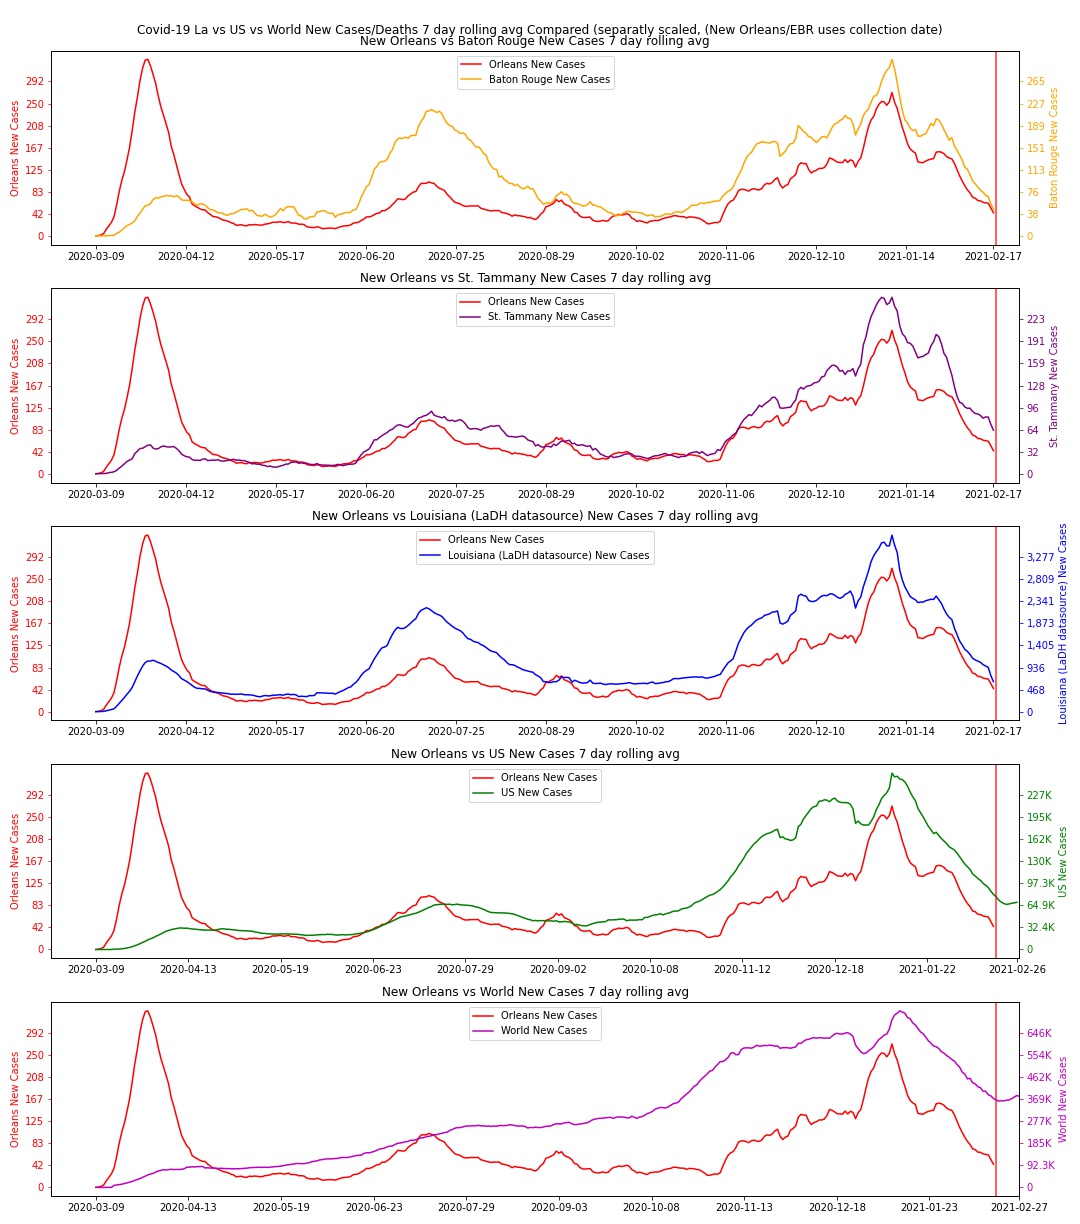 Covid-19 La vs US vs World New Cases/Deaths 7 day rolling avg Compared (separatly scaled, (New Orleans/EBR uses collection date)
New Orleans vs Baton Rouge New Cases 7 day rolling avg
Orleans New Cases
Baton Rouge New Cases
292
250
208
167
125
83
42
0
Orleans New Cases
265
227
189
151
113
76
38
0
Baton Rouge New Cases
2020-03-09 2020-04-12 2020-05-17 2020-06-20 2020-07-25 2020-08-29 2020-10-02 2020-11-06 2020-12-10 2021-01-14 2021-02-17
New Orleans vs St. Tammany New Cases 7 day rolling avg
Orleans New Cases
St. Tammany New Cases
292
250
208
167
125
83
42
0
Orleans New Cases
223
191
159
128
96
64
32
0
St. Tammany New Cases
2020-03-09 2020-04-12 2020-05-17 2020-06-20 2020-07-25 2020-08-29 2020-10-02 2020-11-06 2020-12-10 2021-01-14 2021-02-17
New Orleans vs Louisiana (LaDH datasource) New Cases 7 day rolling avg
Orleans New Cases
Louisiana (LaDH datasource) New Cases
292
250
208
167
125
83
42
0
Orleans New Cases
3,277
2,809
2,341
1,873
1,405
936
468
0
Louisiana (LaDH datasource) New Cases
2020-03-09 2020-04-12 2020-05-17 2020-06-20 2020-07-25 2020-08-29 2020-10-02 2020-11-06 2020-12-10 2021-01-14 2021-02-17
New Orleans vs US New Cases 7 day rolling avg
Orleans New Cases
US New Cases
292
250
208
167
125
83
42
0
Orleans New Cases
227K
195K
162K
130K
97.3K
64.9K
32.4K
0
US New Cases
2020-03-09 2020-04-13 2020-05-19 2020-06-23 2020-07-29 2020-09-02 2020-10-08 2020-11-12 2020-12-18 2021-01-22 2021-02-26
New Orleans vs World New Cases 7 day rolling avg
Orleans New Cases
World New Cases
292
250
208
167
125
83
42
0
Orleans New Cases
646K
554K
462K
369K
277K
185K
92.3K
0
World New Cases
2020-03-09 2020-04-13 2020-05-19 2020-06-23 2020-07-29 2020-09-03 2020-10-08 2020-11-13 2020-12-18 2021-01-23 2021-02-27